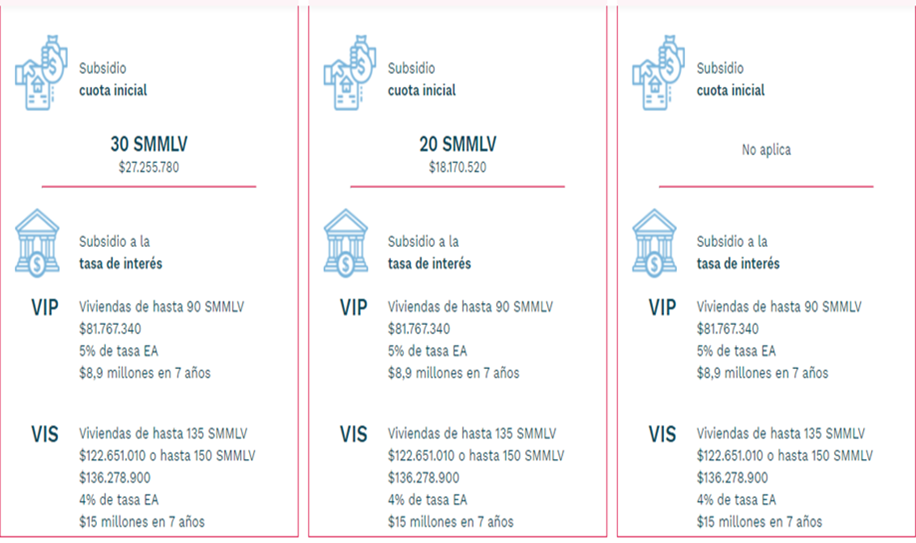 Subsidio
cuota inicial
30 SMMLV
$27.255.780
Subsidio a la
tasa de interés
VIP
Viviendas de hasta 90 SMMLV
$81.767.340
5% de tasa EA
$8,9 millones en 7 años
VIS
Viviendas de hasta 135 SMMLV
$122.651.010 o hasta 150 SMMLV
$136.278.900
4% de tasa EA
$15 millones en 7 años
Subsidio
cuota inicial
20 SMMLV
$18.170.520
Subsidio a la
tasa de interés
VIP
Viviendas de hasta 90 SMMLV
$81.767.340
5% de tasa EA
$8,9 millones en 7 años
VIS
Viviendas de hasta 135 SMMLV
$122.651.010 o hasta 150 SMMLV
$136.278.900
4% de tasa EA
$15 millones en 7 años
Subsidio
cuota inicial
No aplica
Subsidio a la
tasa de interés
VIP
Viviendas de hasta 90 SMMLV
$81.767.340
5% de tasa EA
$8,9 millones en 7 años
VIS
Viviendas de hasta 135 SMMLV
$122.651.010 o hasta 150 SMMLV
$136.278.900
4% de tasa EA
$15 millones en 7 años